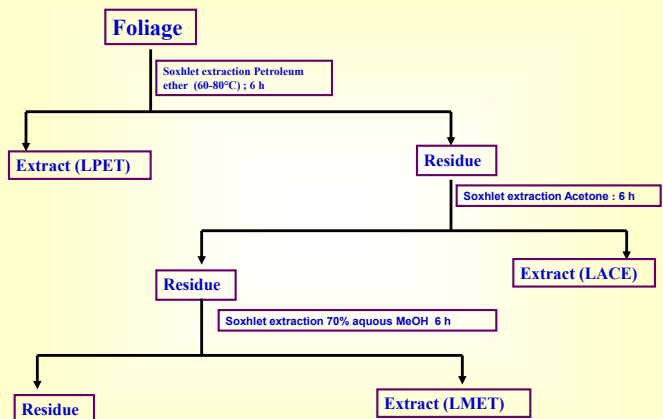 Foliage
Soxhlet extraction Petroleum
ether (60-80°C) ; 6 h
Extract (LPET)
Residue
Soxhlet extraction Acetone : 6 h
Residue
Extract (LACE)
Soxhlet extraction 70% aquous MeOH 6 h
Residue
Extract (LMET)